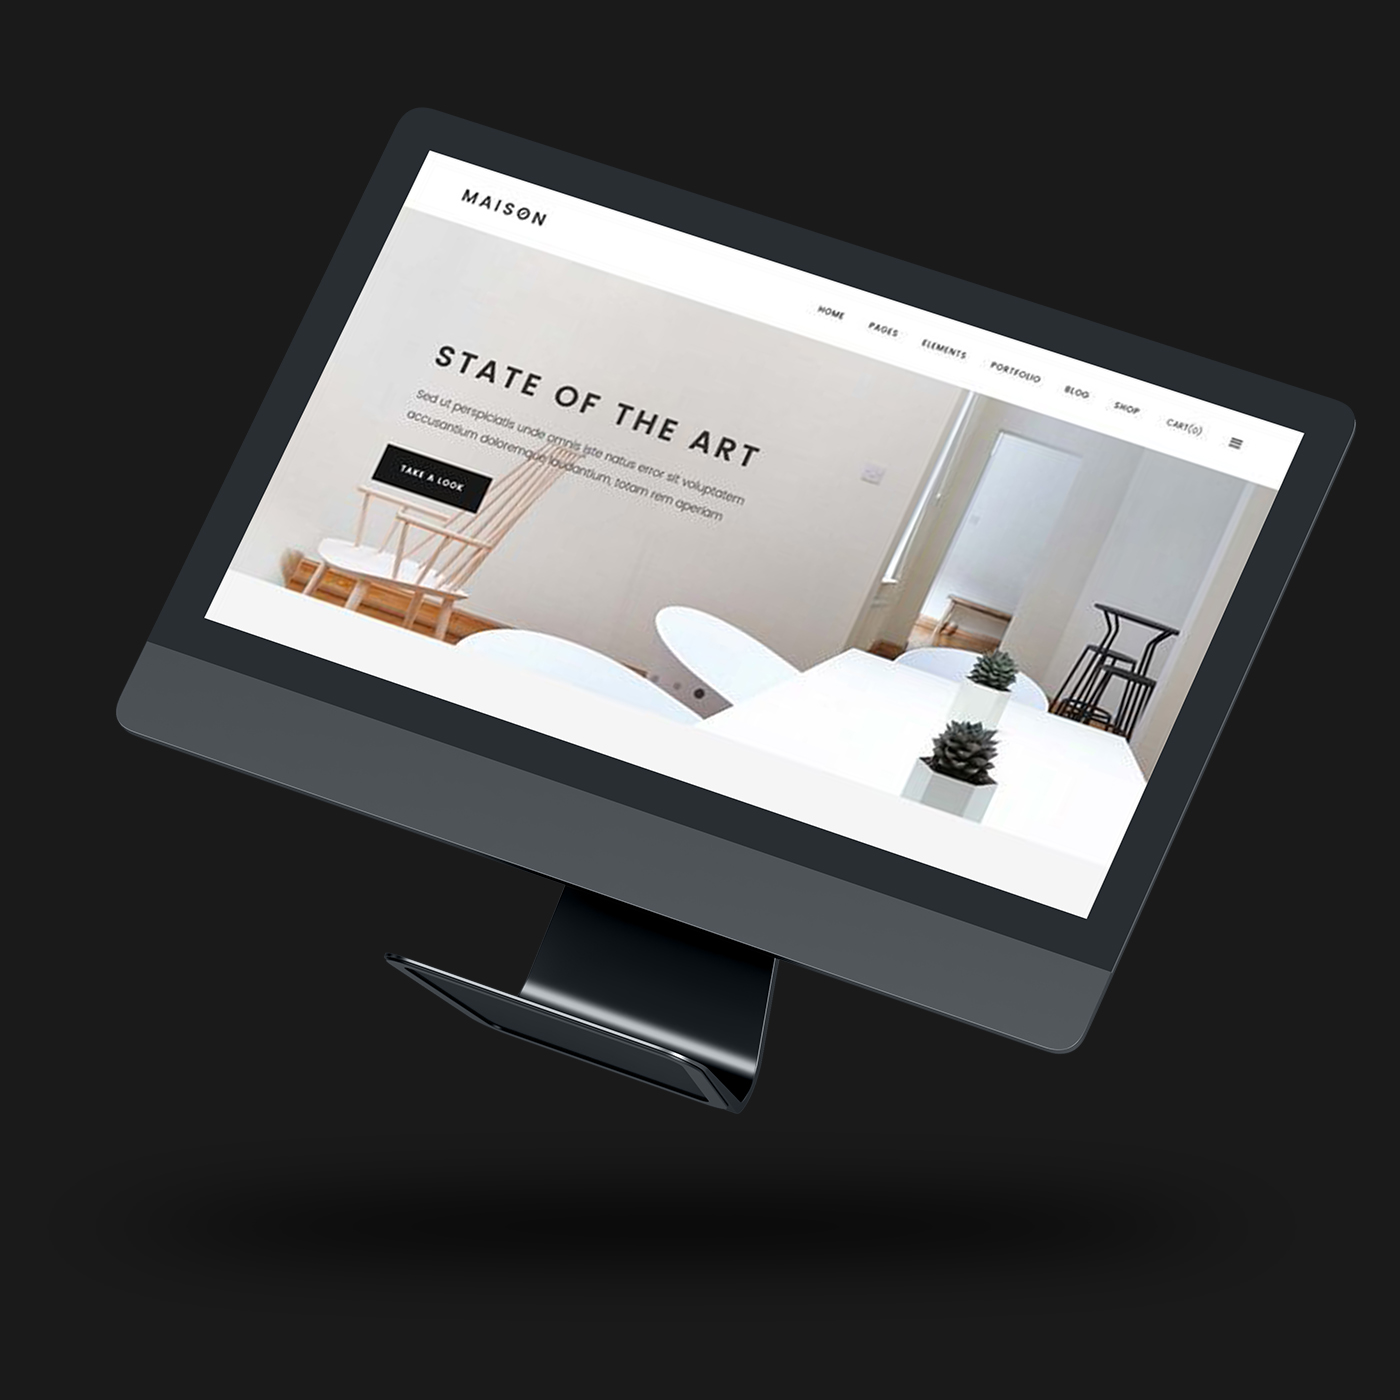 MAISON
HOME PAGES ELEMENTS PORTFOLIO BLOG SHOP CART(0)
STATE OF THE ART
Sed ut perspiciatis unde omnis iste natus error sit voluptatem
accusantium doloremque laudantium, totam rem aperiam
TAKE A LOOK